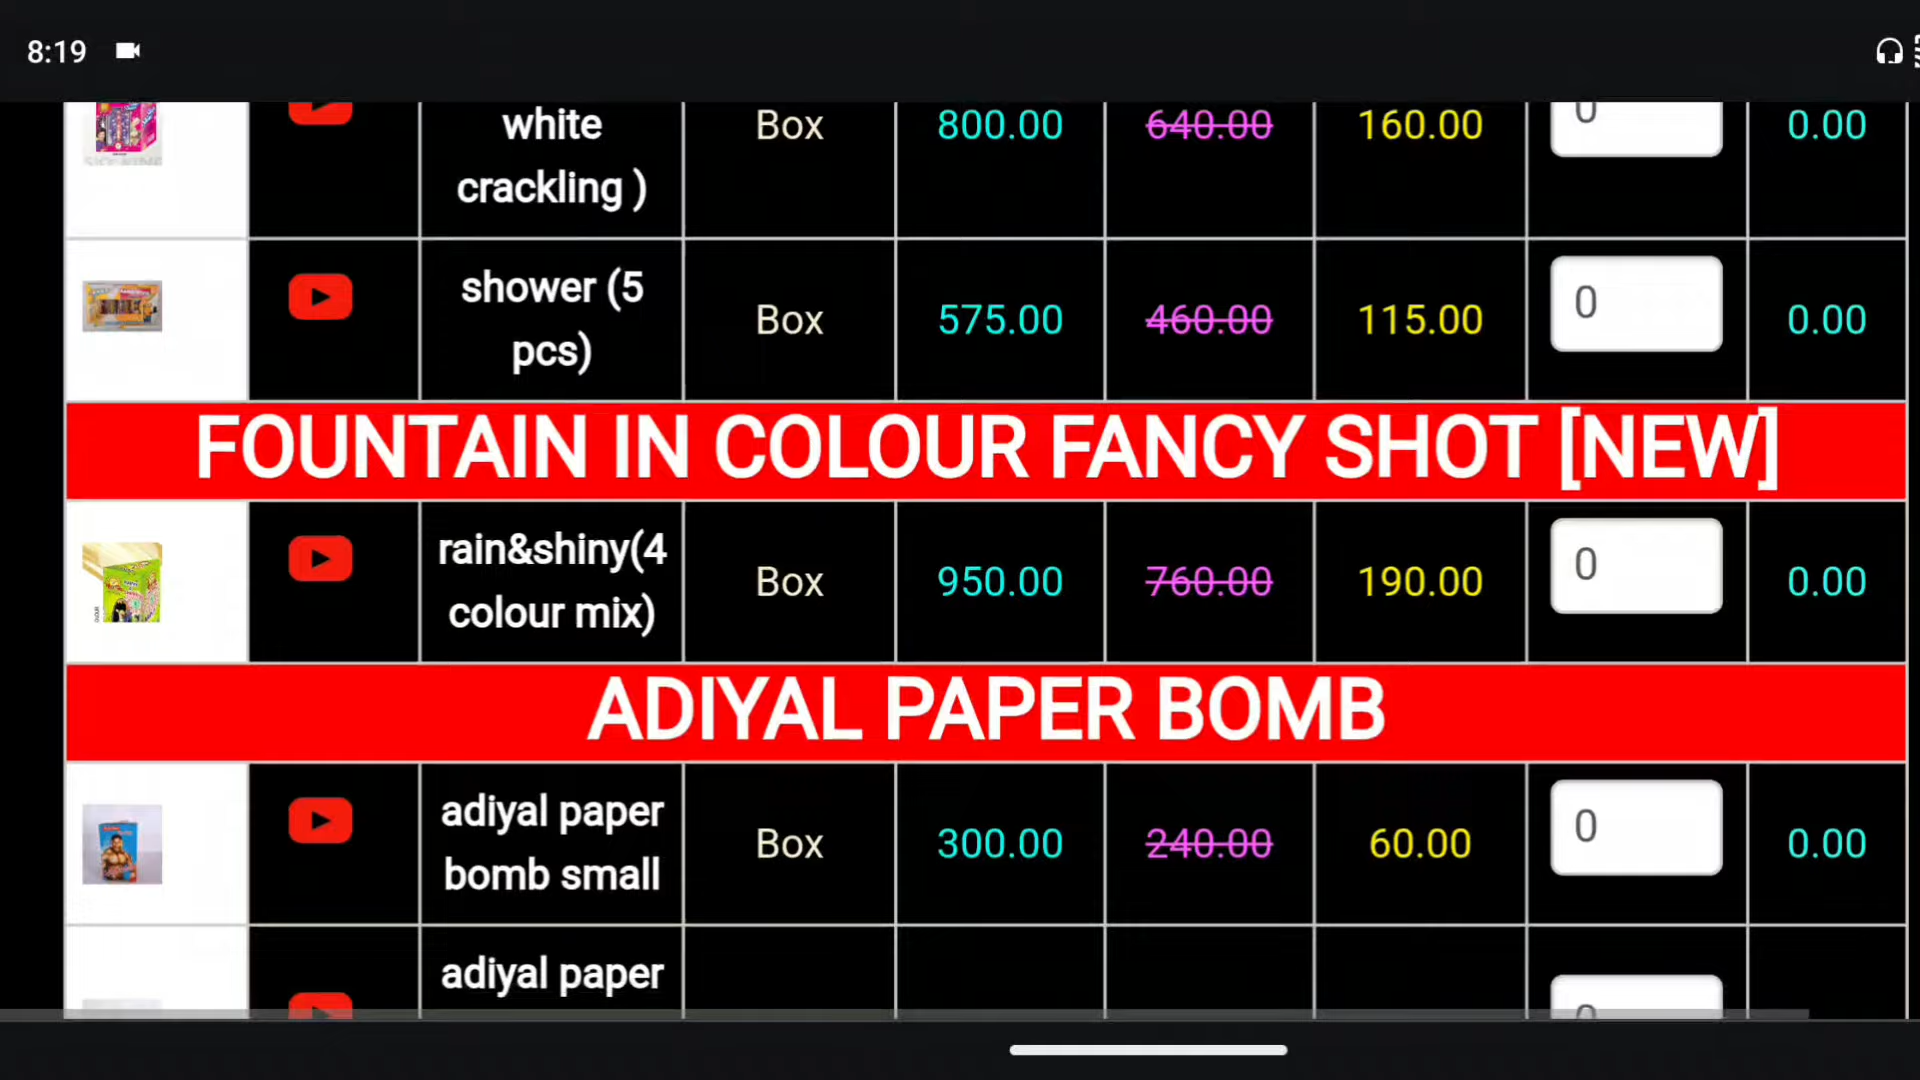 8:19
white
crackling )
Box
800.00
640.00
160.00
0
0.00
shower (5
pcs)
Box
575.00
460.00
115.00
0
0.00
FOUNTAIN IN COLOUR FANCY SHOT [NEW]
rain&shiny(4
colour mix)
Box
950.00
760.00
190.00
0
0.00
ADIYAL PAPER BOMB
adiyal paper
bomb small
Box
300.00
240.00
60.00
0
0.00
adiyal paper
0